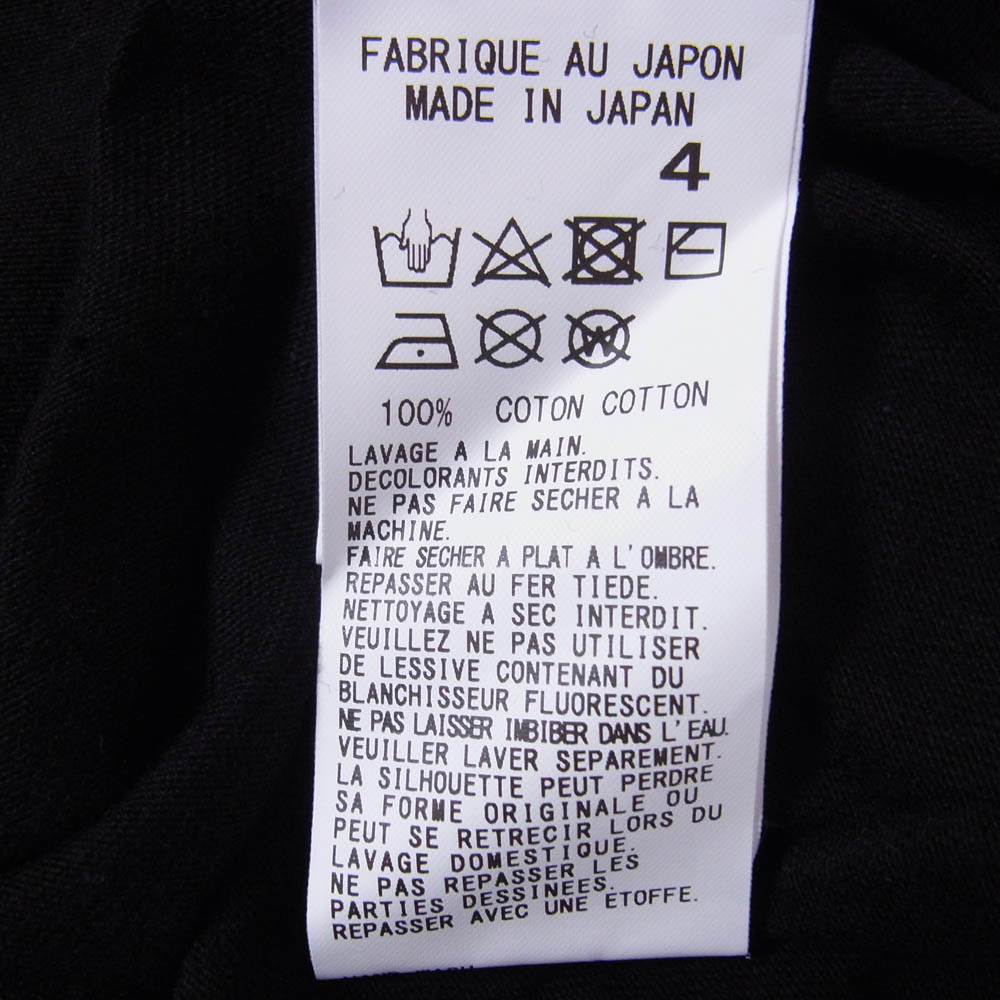 FABRIQUE AU JAPON
MADE IN JAPAN
4
W
100% COTON COTTON
LAVAGE A LA MAIN.
DECOLORANTS INTERDITS.
NE PAS FAIRE SECHER A LA
MACHINE.
FAIRE SECHER A PLAT A L'OMBRE.
REPASSER AU FER TIEDE.
NETTOYAGE A SEC INTERDIT.
VEUILLEZ NE PAS UTILISER
DE LESSIVE CONTENANT DU
BLANCHISSEUR FLUORESCENT.
NE PAS LAISSER IMBIBER DANS L'EAU.
VEUILLER LAVER SEPAREMENT.
LA SILHOUETTE PEUT PERDRE
SA FORME ORIGINALE OU
PEUT SE RETRECIR LORS DU
LAVAGE DOMESTIQUE.
NE PAS REPASSER LES
PARTIES DESSINEES.
REPASSER AVEC UNE ETOFFE.